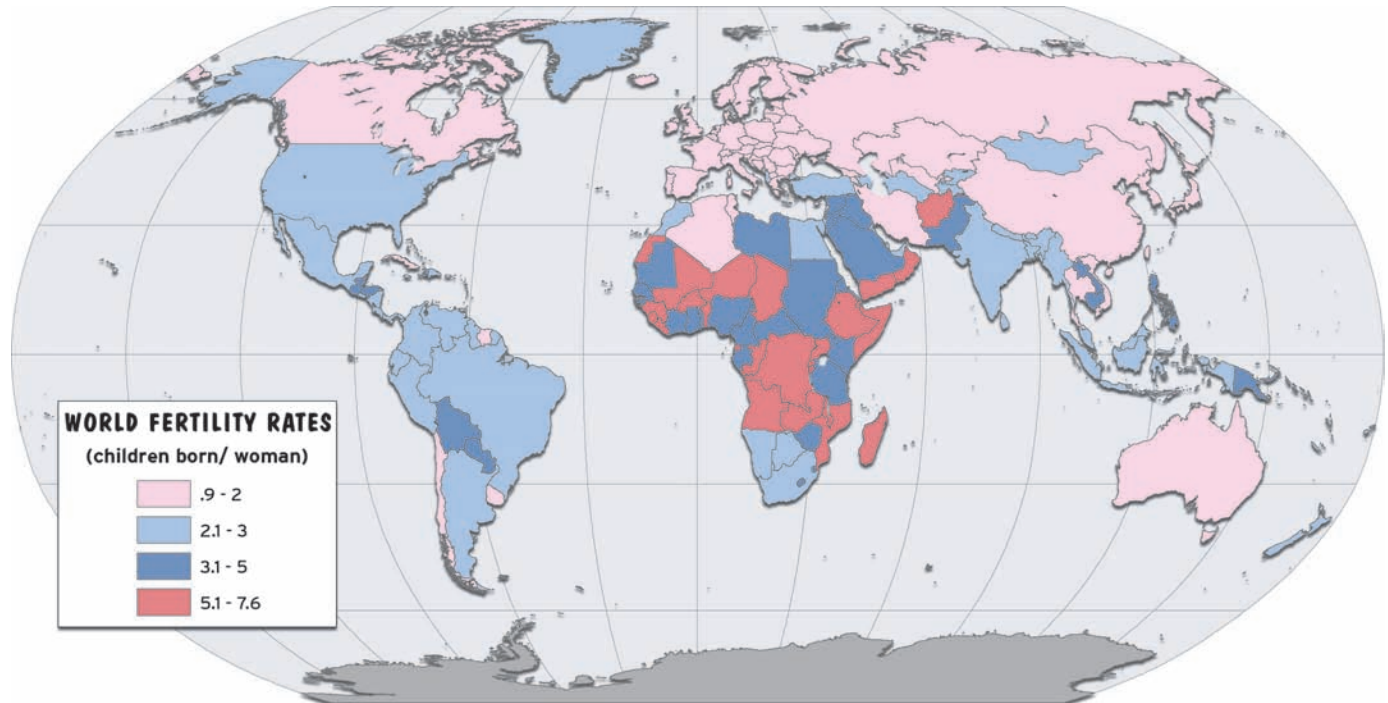 WORLD FERTILITY RATES
(children born/ woman)
.9 - 2
2.1 - 3
3.1 - 5
5.1 - 7.6